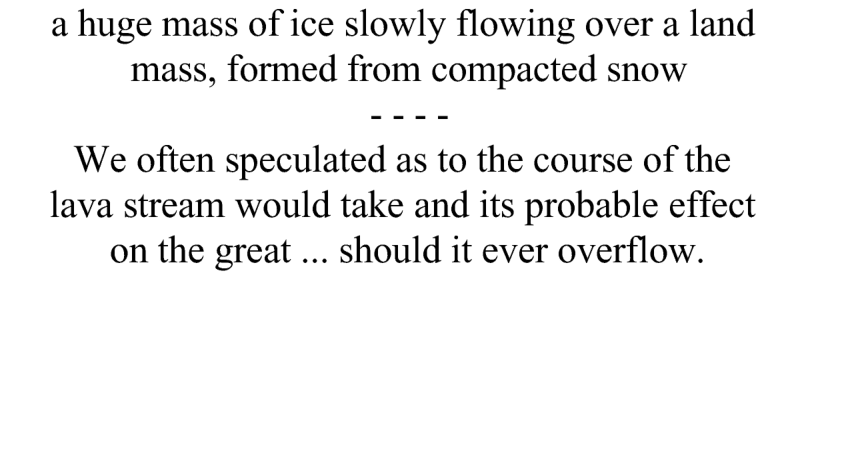 a huge mass of ice slowly flowing over a land
mass, formed from compacted snow
- - - -
We often speculated as to the course of the
lava stream would take and its probable effect
on the great ... should it ever overflow.